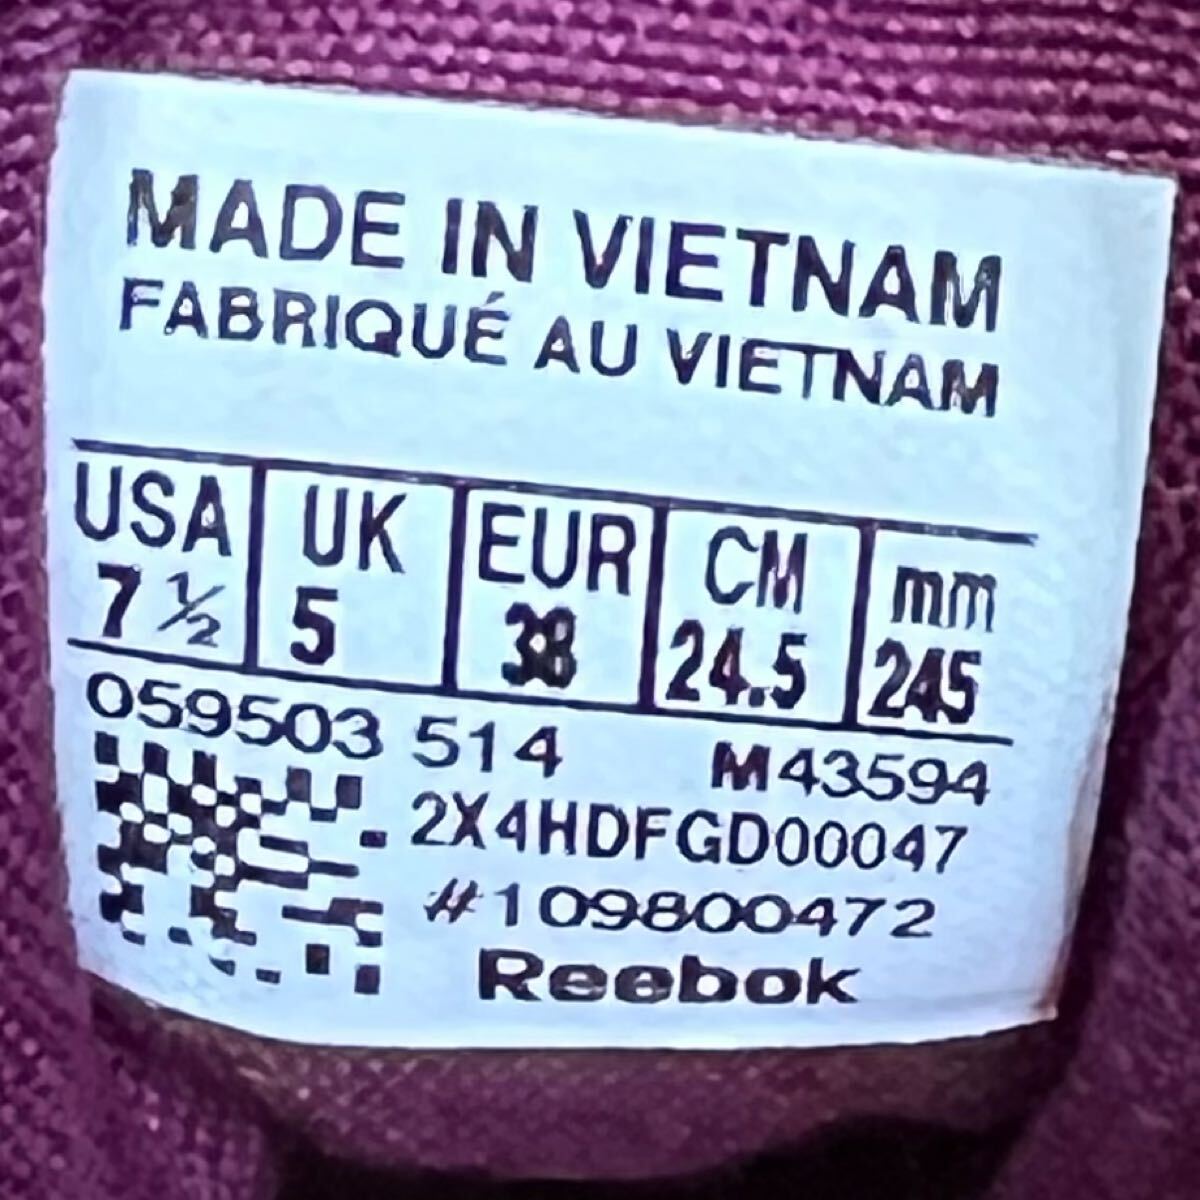 MADE IN VIETNAM
FABRIQUÉ AU VIETNAM
USA UK EUR CM mm
7 ½ 5 38 24.5 245
059503 514 M43594
2X4HDFGD00047
#109800472
Reebok